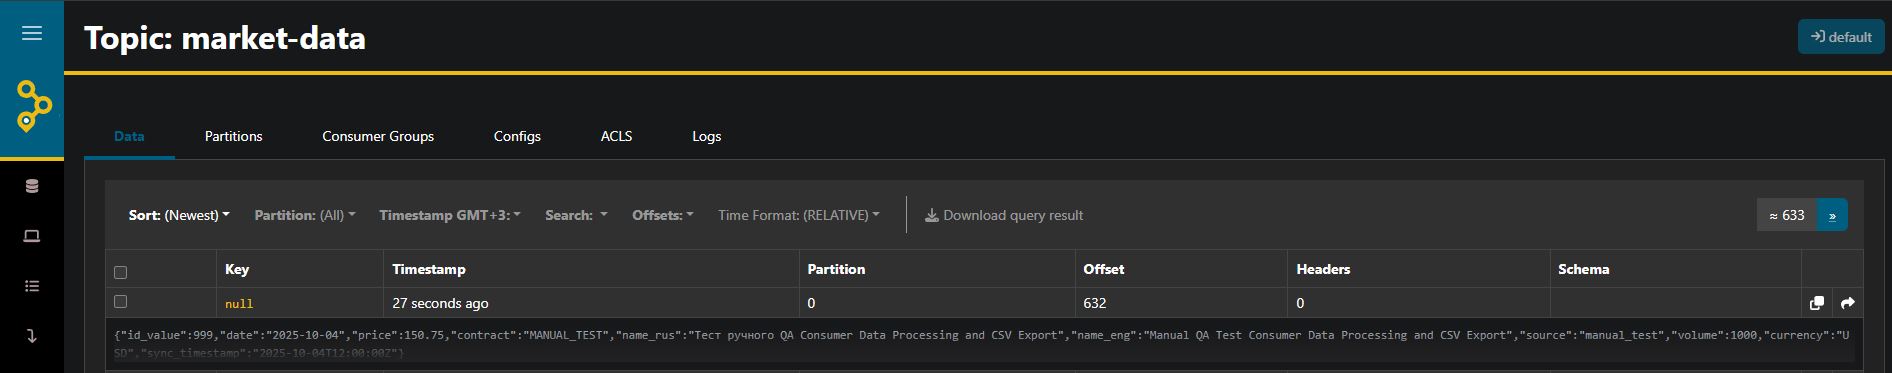 Topic: market-data
default
Data Partitions Consumer Groups Configs ACLS Logs
Sort: (Newest) Partition: (All) Timestamp GMT+3: Search: Offsets: Time Format: (RELATIVE) Download query result ≈ 633 »
Key Timestamp Partition Offset Headers Schema
null 27 seconds ago 0 632 0
{"id_value":999,"date":"2025-10-04","price":150.75,"contract":"MANUAL_TEST","name_rus":"Тест ручного QA Consumer Data Processing and CSV Export","name_eng":"Manual QA Test Consumer Data Processing and CSV Export","source":"manual_test","volume":1000,"currency":"U
SD","sync_timestamp":"2025-10-04T12:00:00Z"}